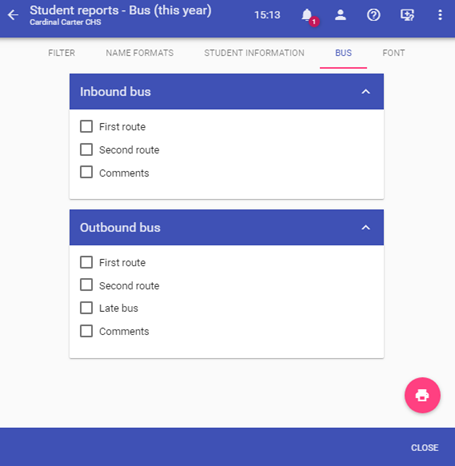 Student reports - Bus (this year)
Cardinal Carter CHS
15:13
1
FILTER
NAME FORMATS
STUDENT INFORMATION
BUS
FONT
Inbound bus
First route
Second route
Comments
Outbound bus
First route
Second route
Late bus
Comments
CLOSE